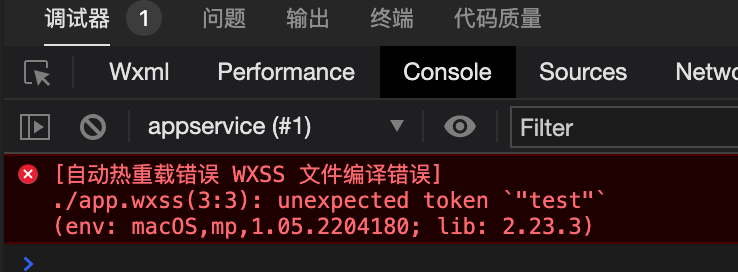 调试器 1 问题 输出 终端 代码质量
Wxml Performance Console Sources Netwo
appservice (#1) Filter
[自动热重载错误 WXSS 文件编译错误]
./app.wxss(3:3): unexpected token `"test"`
(env: macOS,mp,1.05.2204180; lib: 2.23.3)